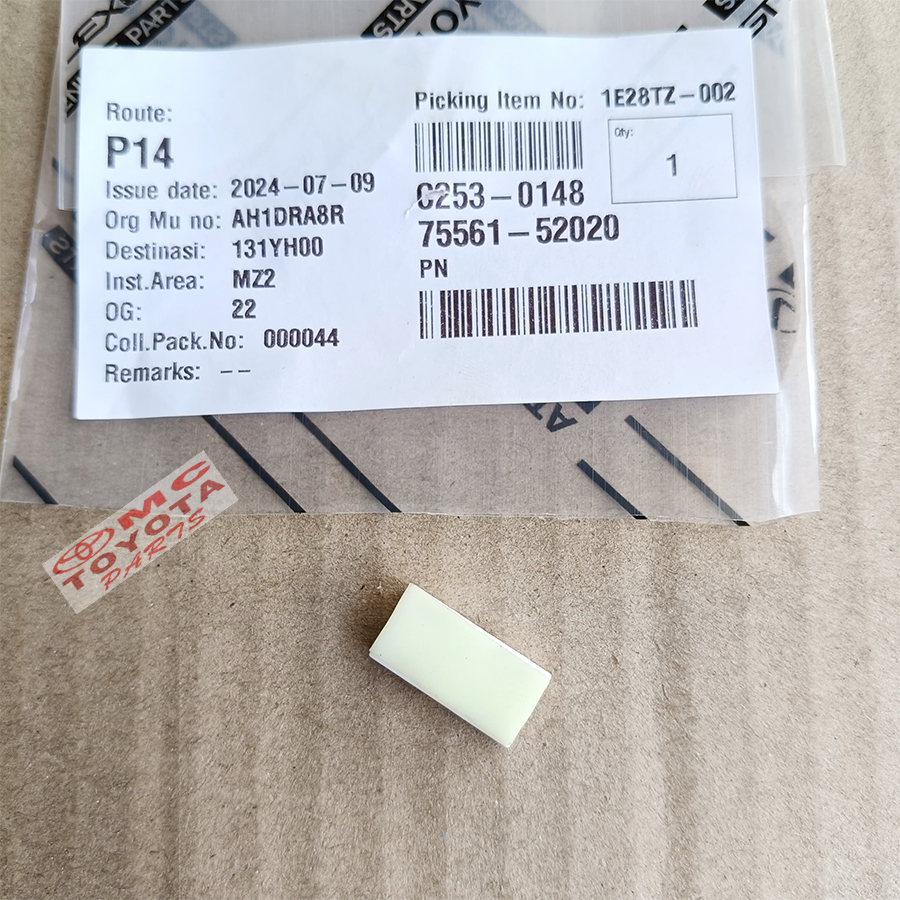 Route:
P14
Issue date: 2024-07-09
Org Mu no: AH1DRA8R
Destinasi: 131YH00
Inst.Area: MZ2
OG: 22
Coll.Pack.No: 000044
Remarks: --
Picking Item No: 1E28TZ-002
Qty:
1
C253-0148
75561-52020
PN
MC
TOYOTA
PARTS